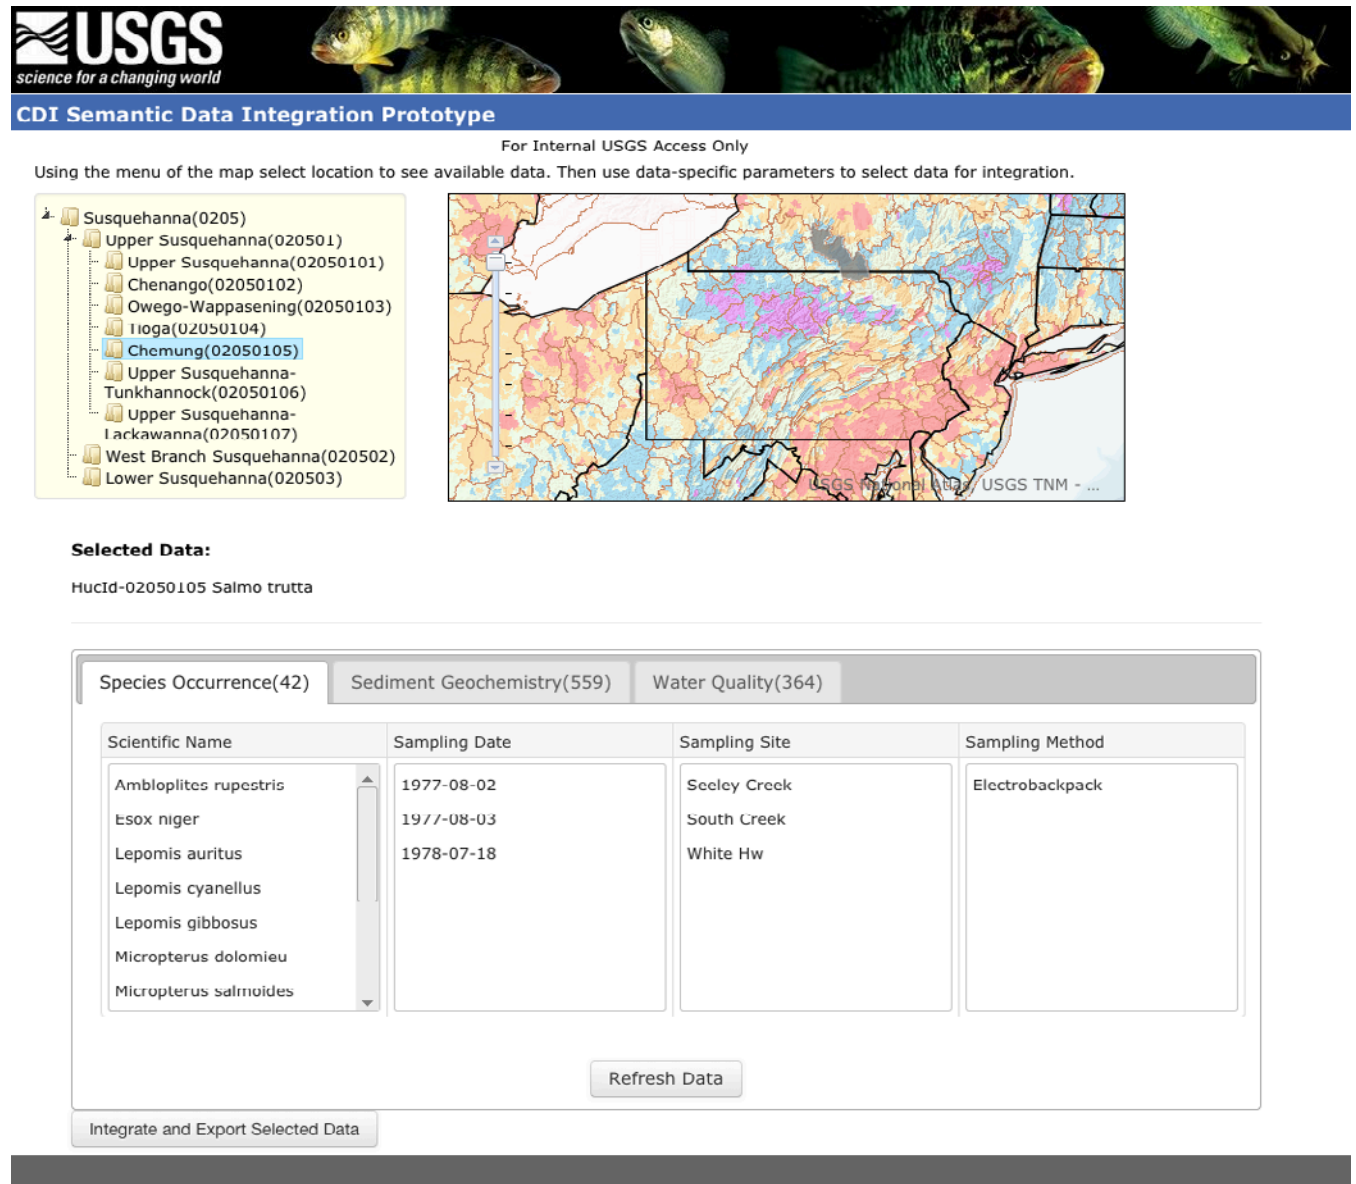 USGS
science for a changing world
CDI Semantic Data Integration Prototype
For Internal USGS Access Only
Using the menu of the map select location to see available data. Then use data-specific parameters to select data for integration.
Susquehanna(0205)
Upper Susquehanna(020501)
Upper Susquehanna(02050101)
Chenango(02050102)
Owego-Wappasening(02050103)
Tioga(02050104)
Chemung(02050105)
Upper Susquehanna-
Tunkhannock(02050106)
Upper Susquehanna-
Lackawanna(02050107)
West Branch Susquehanna(020502)
Lower Susquehanna(020503)
USGS National Atlas, USGS TNM - ...
Selected Data:
HucId-02050105 Salmo trutta
Species Occurrence(42)
Sediment Geochemistry(559)
Water Quality(364)
Scientific Name
Sampling Date
Sampling Site
Sampling Method
Ambloplites rupestris
Esox niger
Lepomis auritus
Lepomis cyanellus
Lepomis gibbosus
Micropterus dolomieu
Micropterus salmoides
1977-08-02
1977-08-03
1978-07-18
Seeley Creek
South Creek
White Hw
Electrobackpack
Refresh Data
Integrate and Export Selected Data